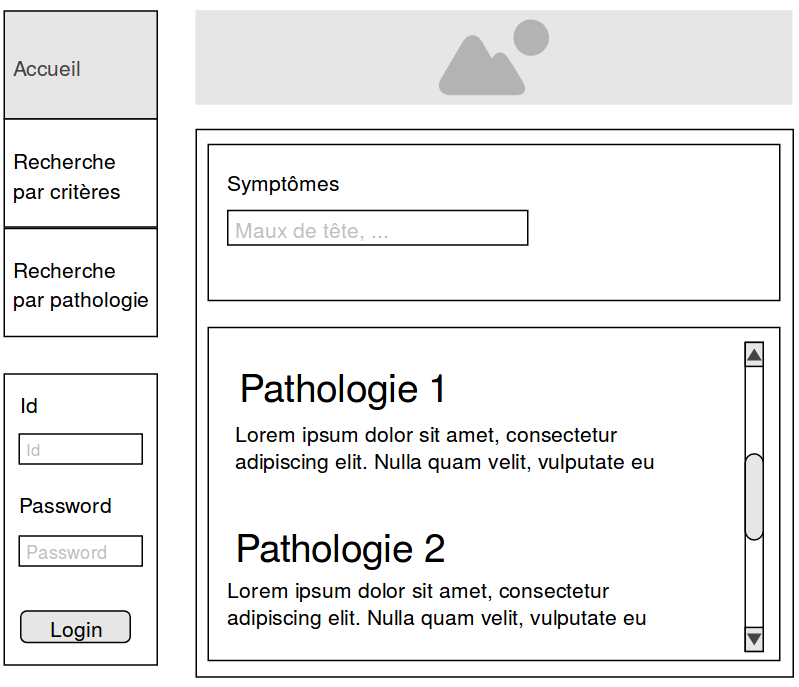 Accueil
Recherche
par critères
Recherche
par pathologie
Id
Id
Password
Password
Login
Symptômes
Maux de tête, ...
Pathologie 1
Lorem ipsum dolor sit amet, consectetur
adipiscing elit. Nulla quam velit, vulputate eu
Pathologie 2
Lorem ipsum dolor sit amet, consectetur
adipiscing elit. Nulla quam velit, vulputate eu